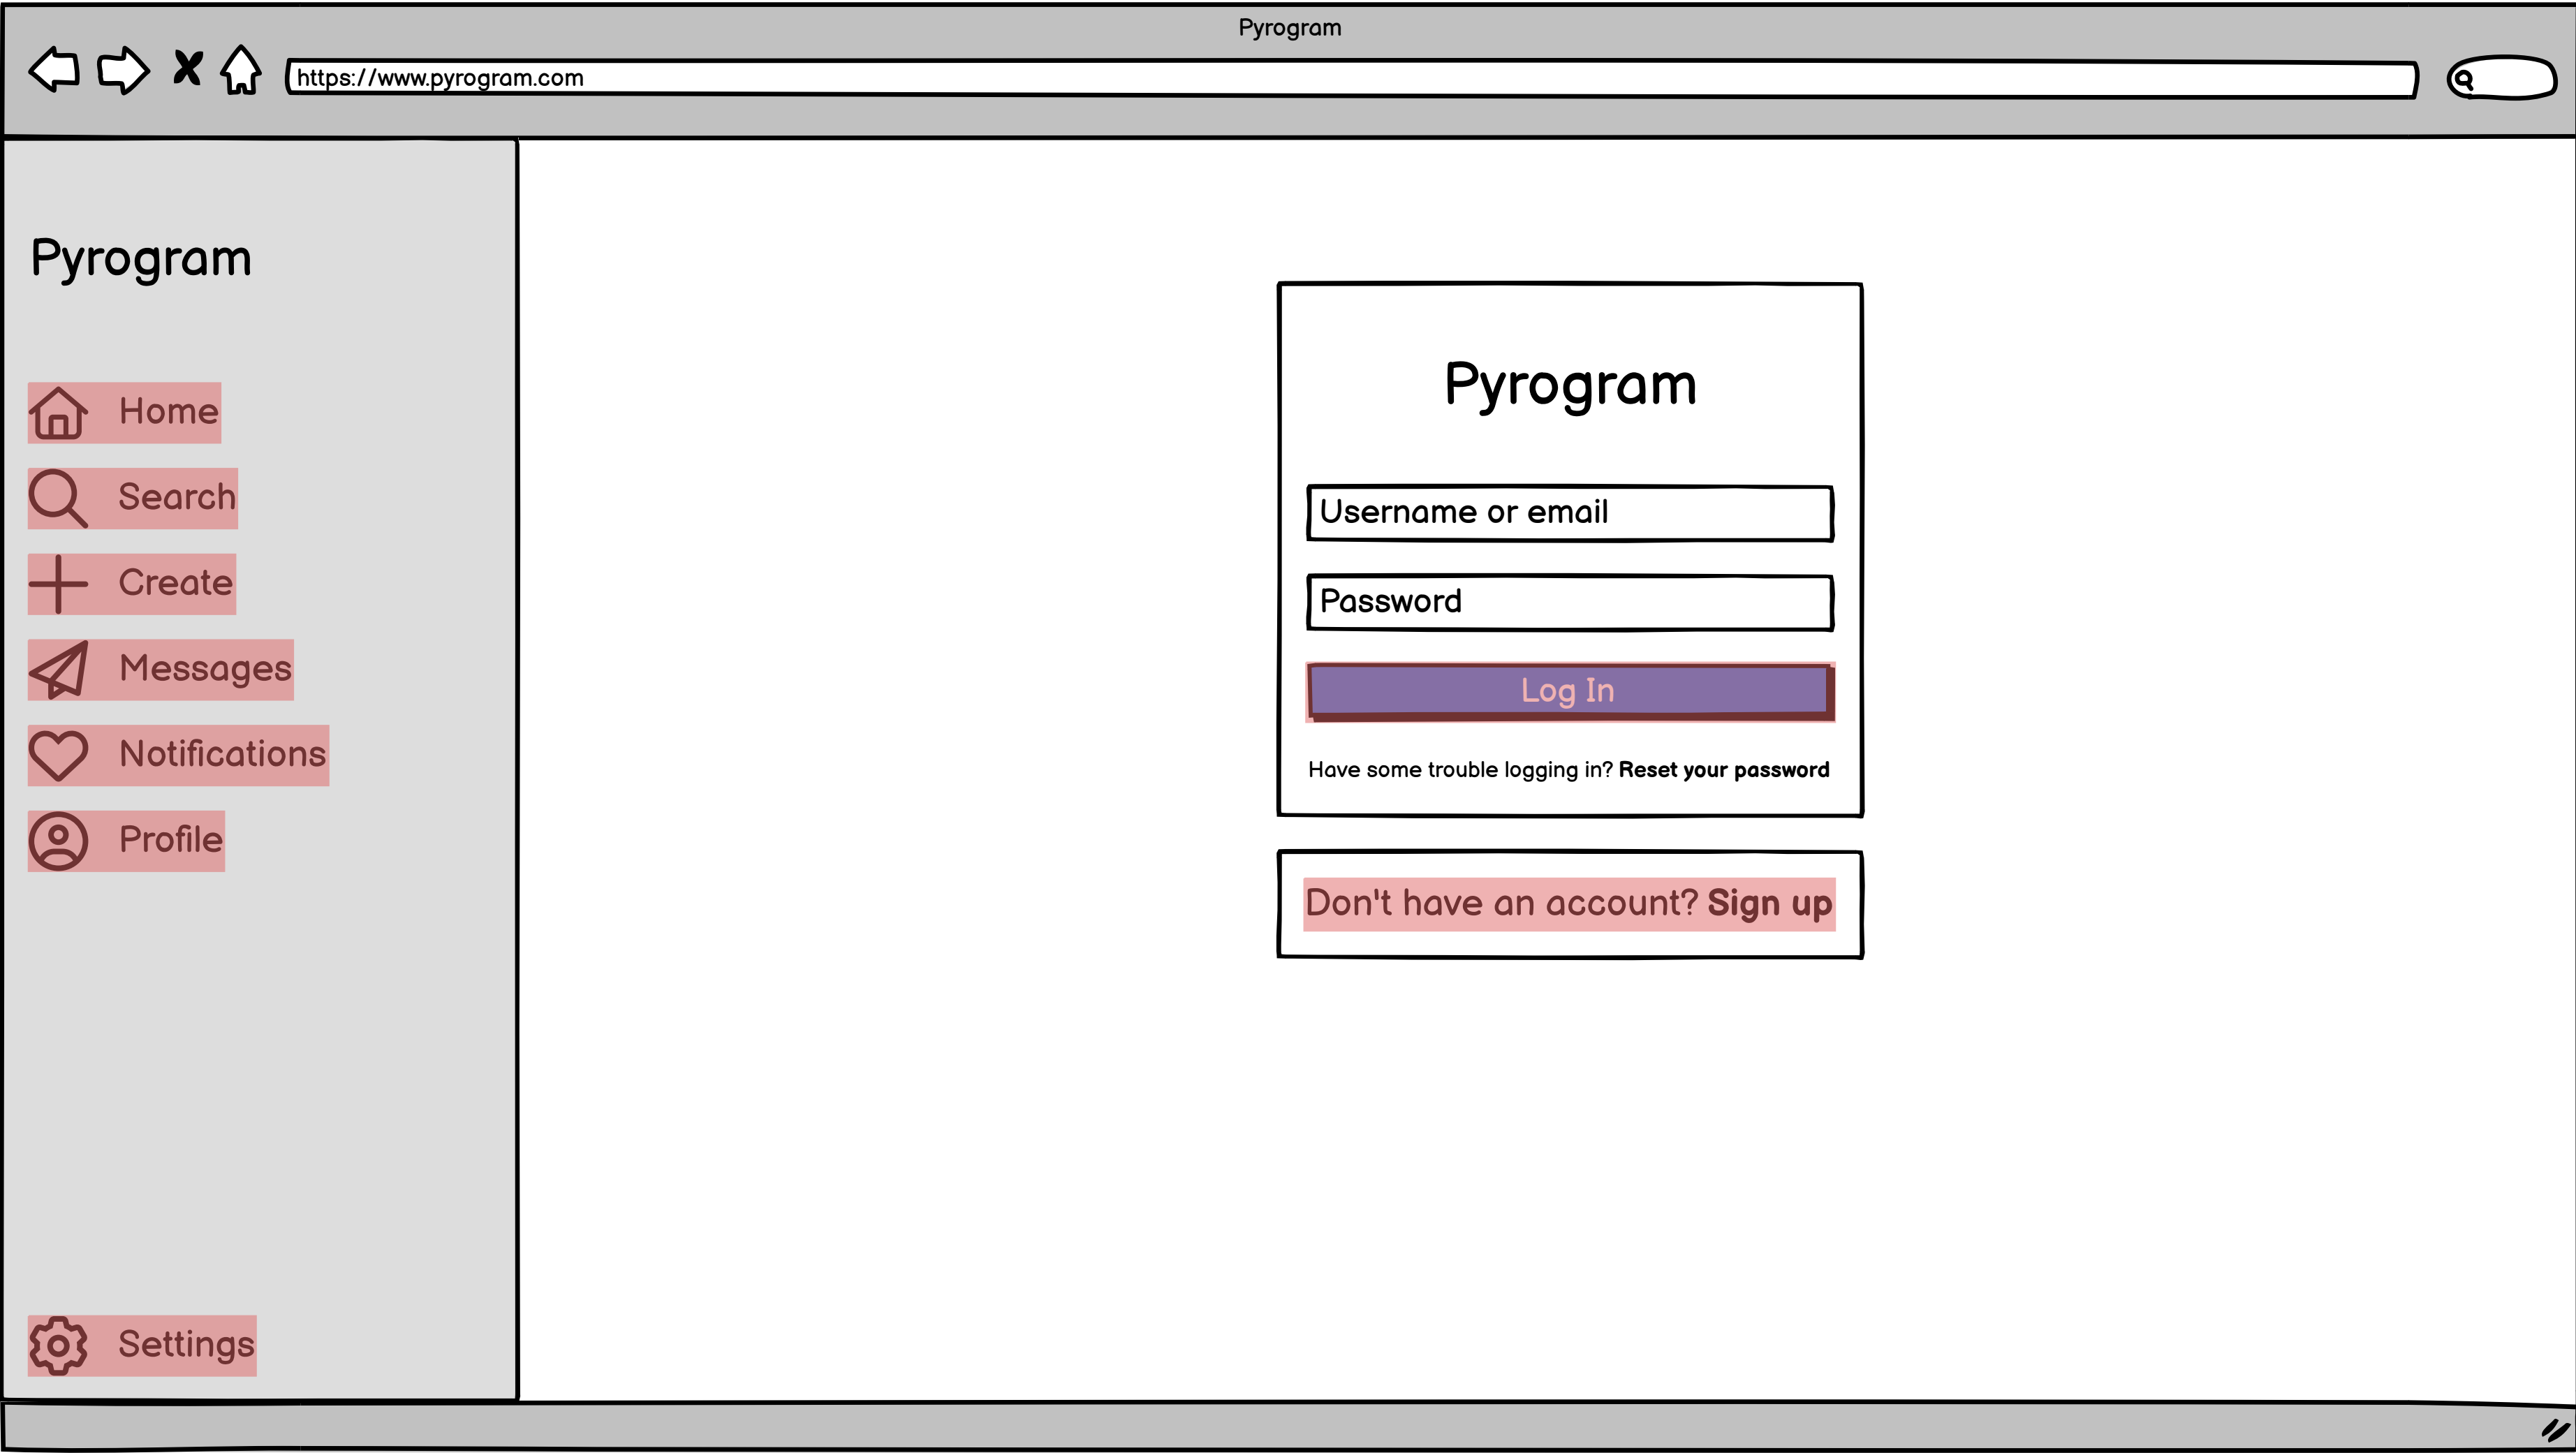 Pyrogram
https://www.pyrogram.com
Pyrogram
Home
Search
Create
Messages
Notifications
Profile
Settings
Pyrogram
Username or email
Password
Log In
Have some trouble logging in? Reset your password
Don't have an account? Sign up